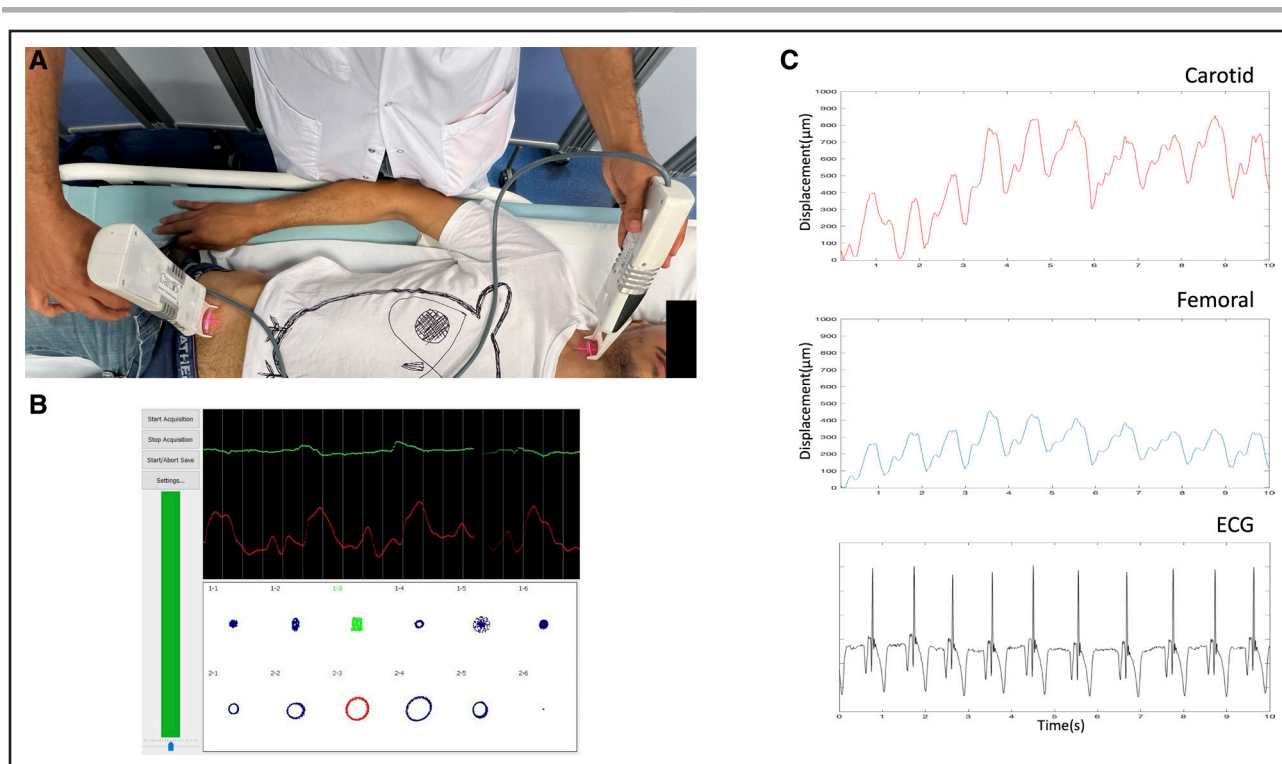 A
B
Start Acquisition
Stop Acquisition
Start/Abort Save
Settings...
1-1 1-2 1-3 1-4 1-5 1-6
2-1 2-2 2-3 2-4 2-5 2-6
C
Carotid
Displacement(μm)
1000
900
800
700
600
500
400
300
200
100
0
1 2 3 4 5 6 7 8 9 10
Femoral
Displacement(μm)
1000
900
800
700
600
500
400
300
200
100
0
1 2 3 4 5 6 7 8 9 10
ECG
0 1 2 3 4 5 6 7 8 9 10
Time(s)